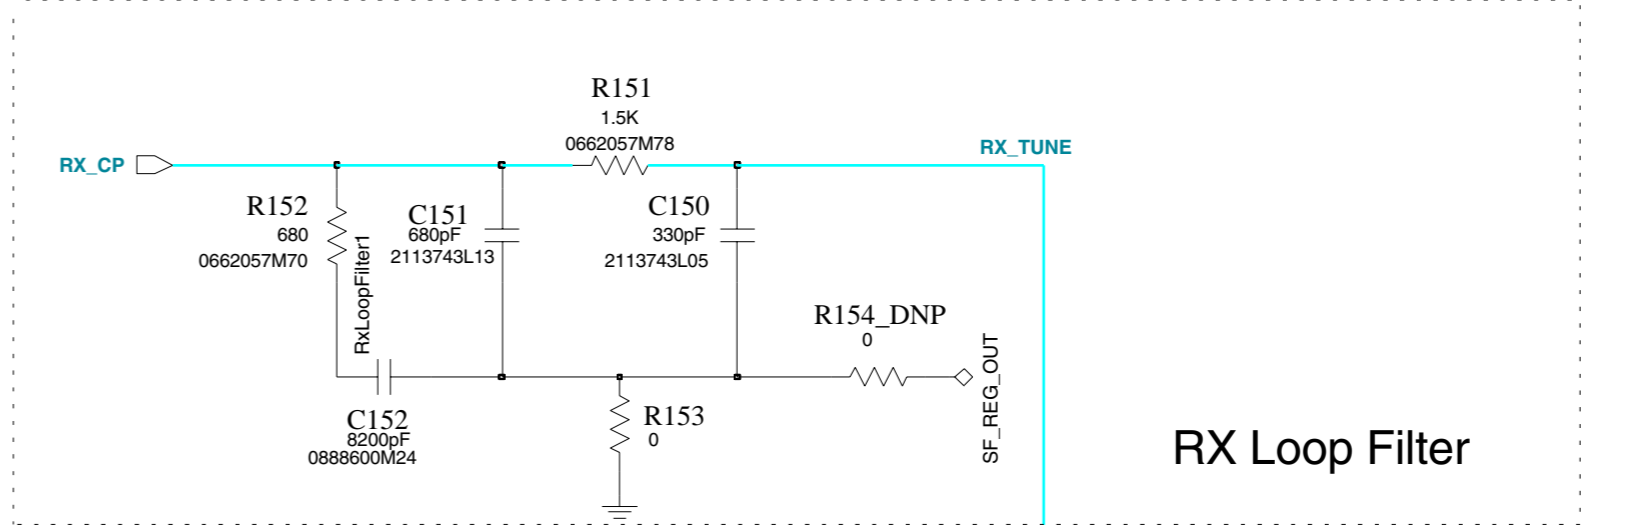 R151
1.5K
0662057M78
RX_CP
RX_TUNE
R152
680
0662057M70
RxLoopFilter1
C151
680pF
2113743L13
C150
330pF
2113743L05
R154_DNP
0
SF_REG_OUT
C152
8200pF
0888600M24
R153
0
RX Loop Filter